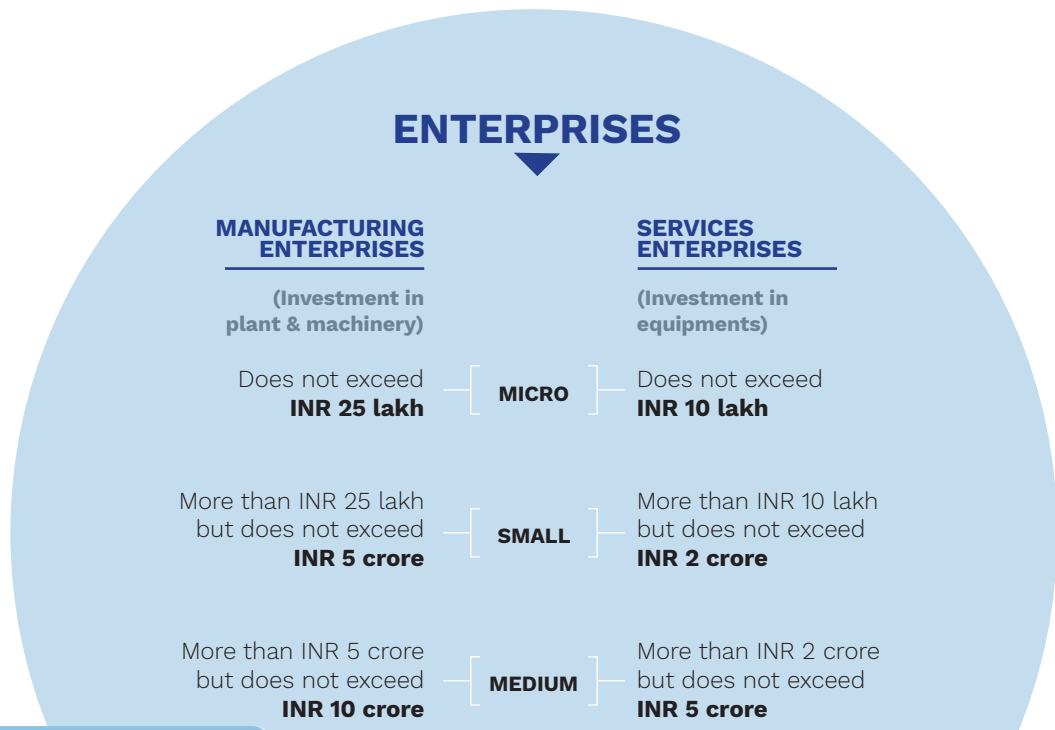 ENTERPRISES
MANUFACTURING
ENTERPRISES
(Investment in
plant & machinery)
SERVICES
ENTERPRISES
(Investment in
equipments)
Does not exceed
INR 25 lakh
MICRO
Does not exceed
INR 10 lakh
More than INR 25 lakh
but does not exceed
INR 5 crore
SMALL
More than INR 10 lakh
but does not exceed
INR 2 crore
More than INR 5 crore
but does not exceed
INR 10 crore
MEDIUM
More than INR 2 crore
but does not exceed
INR 5 crore